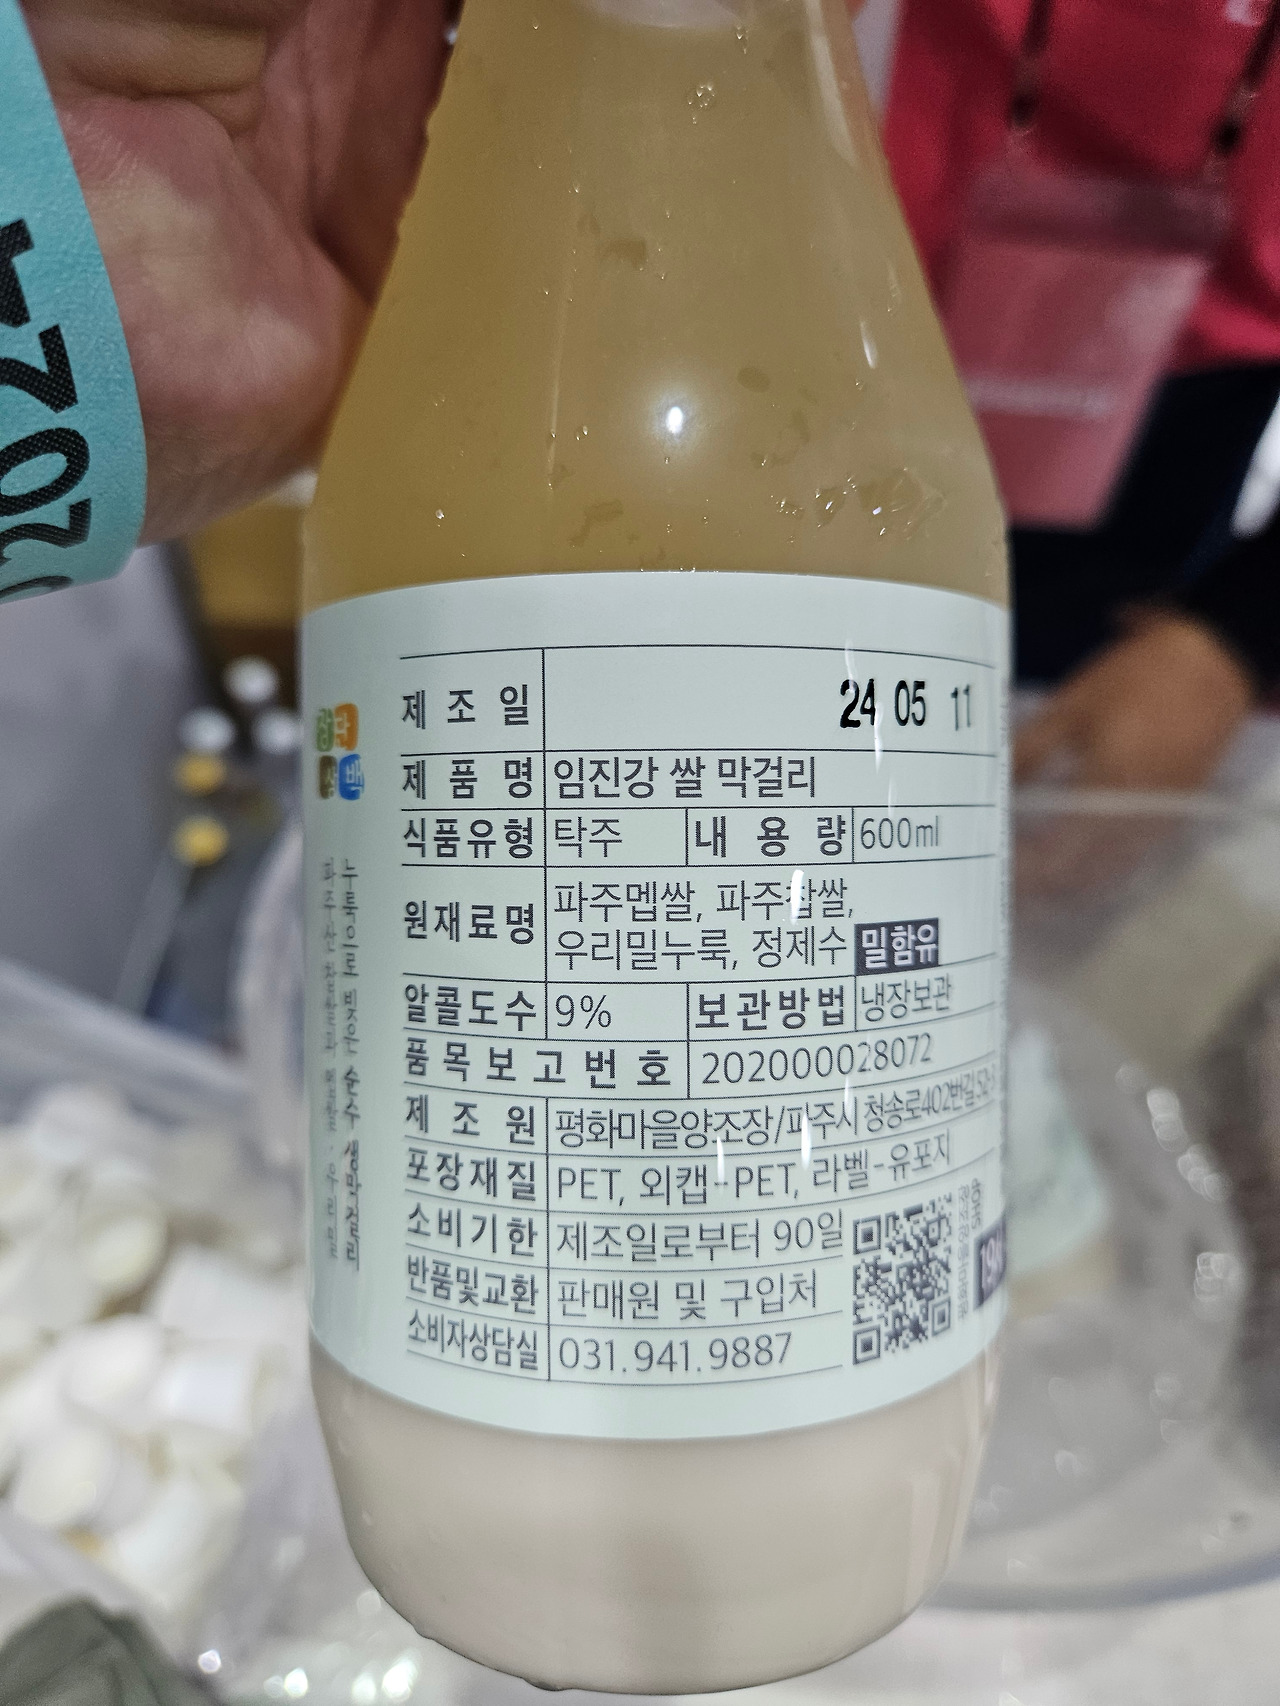 2024
제조일 24 05 11
제품명 임진강 쌀 막걸리
식품유형 탁주 내용량 600ml
원재료명 파주멥쌀, 파주찹쌀,
우리밀누룩, 정제수 밀함유
알콜도수 9% 보관방법 냉장보관
품목보고번호 202000028072
제조원 평화마을양조장/파주시 청송로402번길 52-5
포장재질 PET, 외캡-PET, 라벨-유포지
소비기한 제조일로부터 90일
반품및교환 판매원 및 구입처
소비자상담실 031.941.9887
누룩으로 빚은 순수 생막걸리